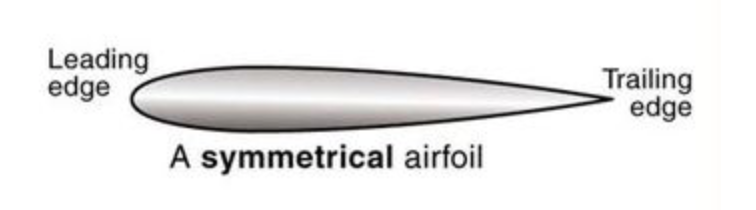 Leading
edge
Trailing
edge
A symmetrical airfoil